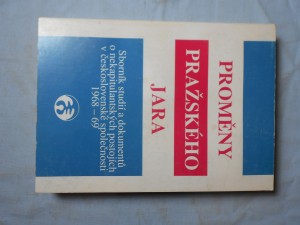 PROMĚNY
PRAŽSKÉHO
JARA
Sborník studií a dokumentů
o nekapitulantských postojích
v československé společnosti
1968 – 69